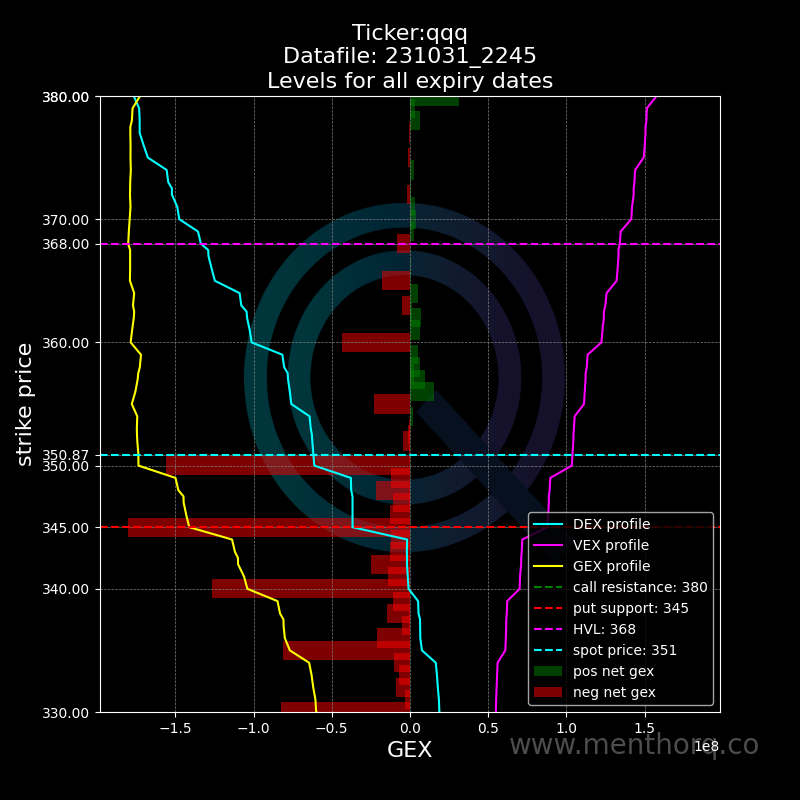 Ticker:qqq
Datafile: 231031_2245
Levels for all expiry dates
380.00
370.00
368.00
360.00
350.87
350.00
345.00
340.00
330.00
strike price
DEX profile
VEX profile
GEX profile
call resistance: 380
put support: 345
HVL: 368
spot price: 351
pos net gex
neg net gex
−1.5 −1.0 −0.5 0.0 0.5 1.0 1.5
1e8
GEX
www.menthorq.co